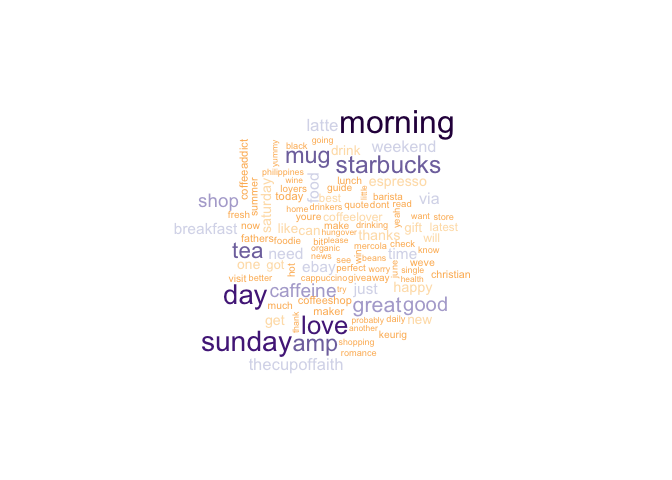 latte morning
going
black
mug drink weekend
coffeeaddict yummy starbucks
philippines food lunch espresso
summer saturday wine lovers guide little barista
shop today best via
home drinkers quote dont read
fresh youre coffeelover yeah want store
breakfast now like can make drinking gift latest
fathers hungover thanks will
foodie bit please mercola check
tea need organic see win time know
news beans
one got hot ebay perfect worry june weve christian
visit better cappuccino giveaway single
health
day caffeine try just happy
much coffeeshop great good
maker
get thank love probably daily new
another keurig
sunday amp shopping
romance
thecupoffaith